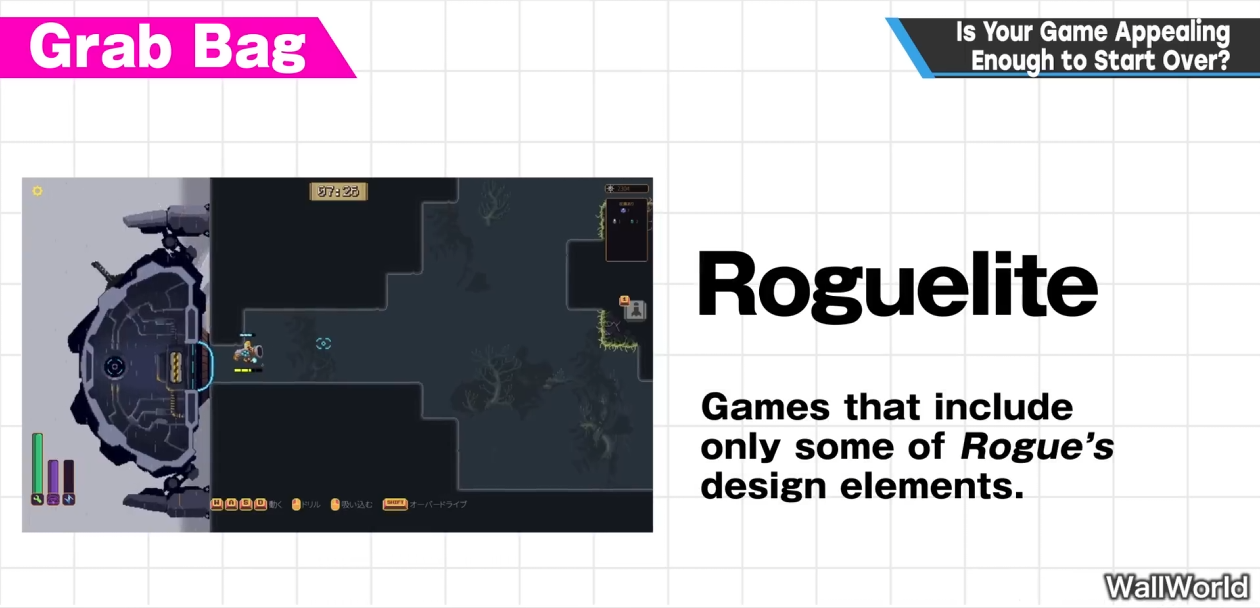 Grab Bag
Is Your Game Appealing
Enough to Start Over?
07:26
Roguelite
Games that include
only some of Rogue's
design elements.
W A S D 動く ドリル 吸い込む SHIFT オーバードライブ
WallWorld